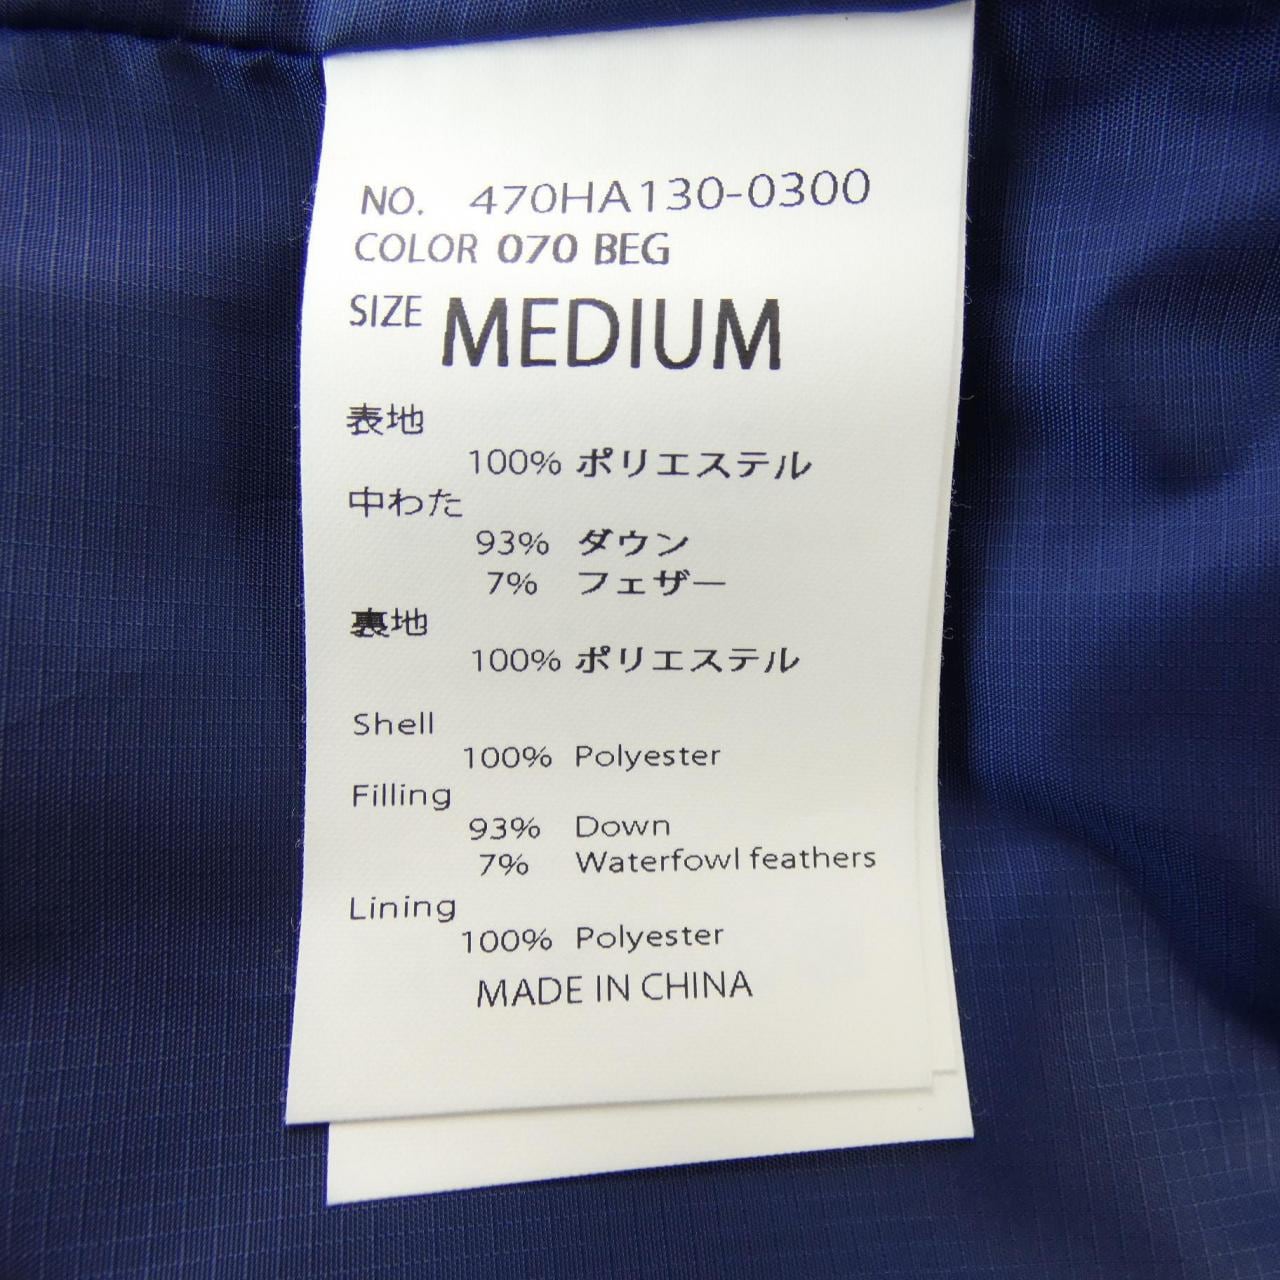 NO. 470HA130-0300
COLOR 070 BEG
SIZE MEDIUM
表地
100% ポリエステル
中わた
93% ダウン
7% フェザー
裏地
100% ポリエステル
Shell
100% Polyester
Filling
93% Down
7% Waterfowl feathers
Lining
100% Polyester
MADE IN CHINA